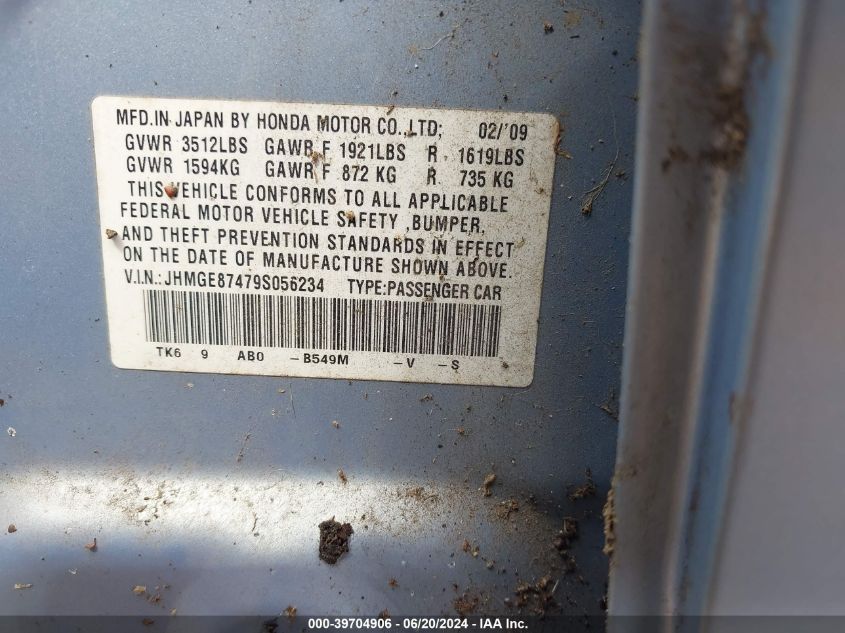 MFD.IN JAPAN BY HONDA MOTOR CO.,LTD; 02/'09
GVWR 3512LBS GAWR F 1921LBS R 1619LBS
GVWR 1594KG GAWR F 872 KG R 735 KG
THIS VEHICLE CONFORMS TO ALL APPLICABLE
FEDERAL MOTOR VEHICLE SAFETY ,BUMPER,
AND THEFT PREVENTION STANDARDS IN EFFECT
ON THE DATE OF MANUFACTURE SHOWN ABOVE.
V.I.N.:JHMGE87479S056234 TYPE:PASSENGER CAR
TK6 9 AB0 -B549M -V -S
000-39704906 - 06/20/2024 - IAA Inc.